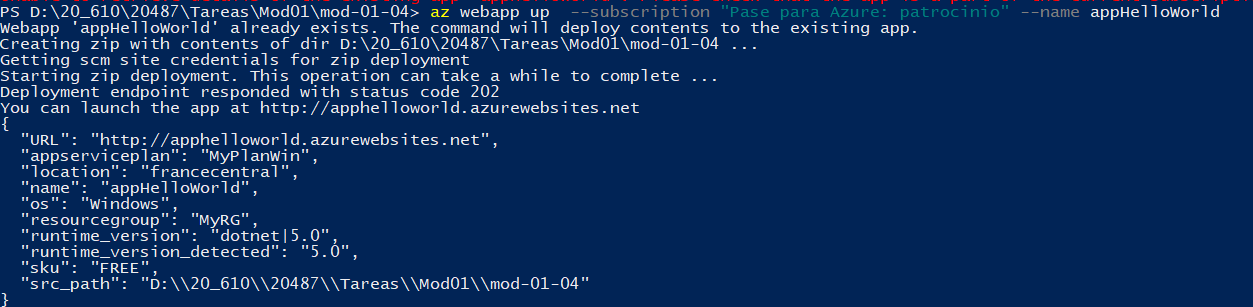 PS D:\20_610\20487\Tareas\Mod01\mod-01-04> az webapp up  --subscription "Pase para Azure: patrocinio" --name appHelloWorld
Webapp 'appHelloWorld' already exists. The command will deploy contents to the existing app.
Creating zip with contents of dir D:\20_610\20487\Tareas\Mod01\mod-01-04 ...
Getting scm site credentials for zip deployment
Starting zip deployment. This operation can take a while to complete ...
Deployment endpoint responded with status code 202
You can launch the app at http://apphelloworld.azurewebsites.net
{
  "URL": "http://apphelloworld.azurewebsites.net",
  "appserviceplan": "MyPlanWin",
  "location": "francecentral",
  "name": "appHelloWorld",
  "os": "Windows",
  "resourcegroup": "MyRG",
  "runtime_version": "dotnet|5.0",
  "runtime_version_detected": "5.0",
  "sku": "FREE",
  "src_path": "D:\\20_610\\20487\\Tareas\\Mod01\\mod-01-04"
}